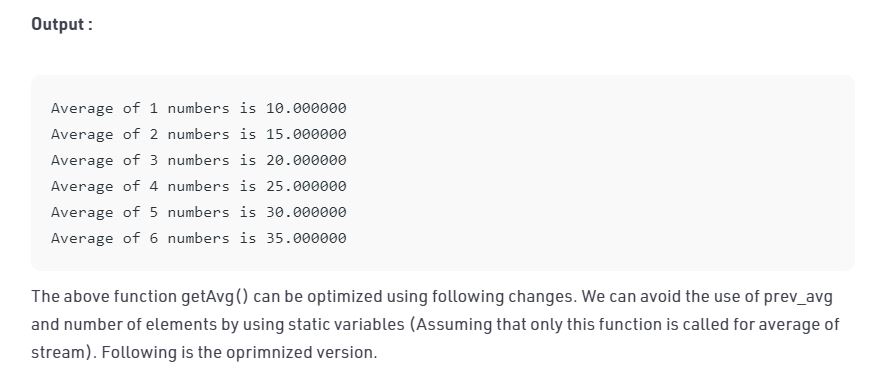 Output :
Average of 1 numbers is 10.000000
Average of 2 numbers is 15.000000
Average of 3 numbers is 20.000000
Average of 4 numbers is 25.000000
Average of 5 numbers is 30.000000
Average of 6 numbers is 35.000000
The above function getAvg() can be optimized using following changes. We can avoid the use of prev_avg
and number of elements by using static variables (Assuming that only this function is called for average of
stream). Following is the oprimnized version.